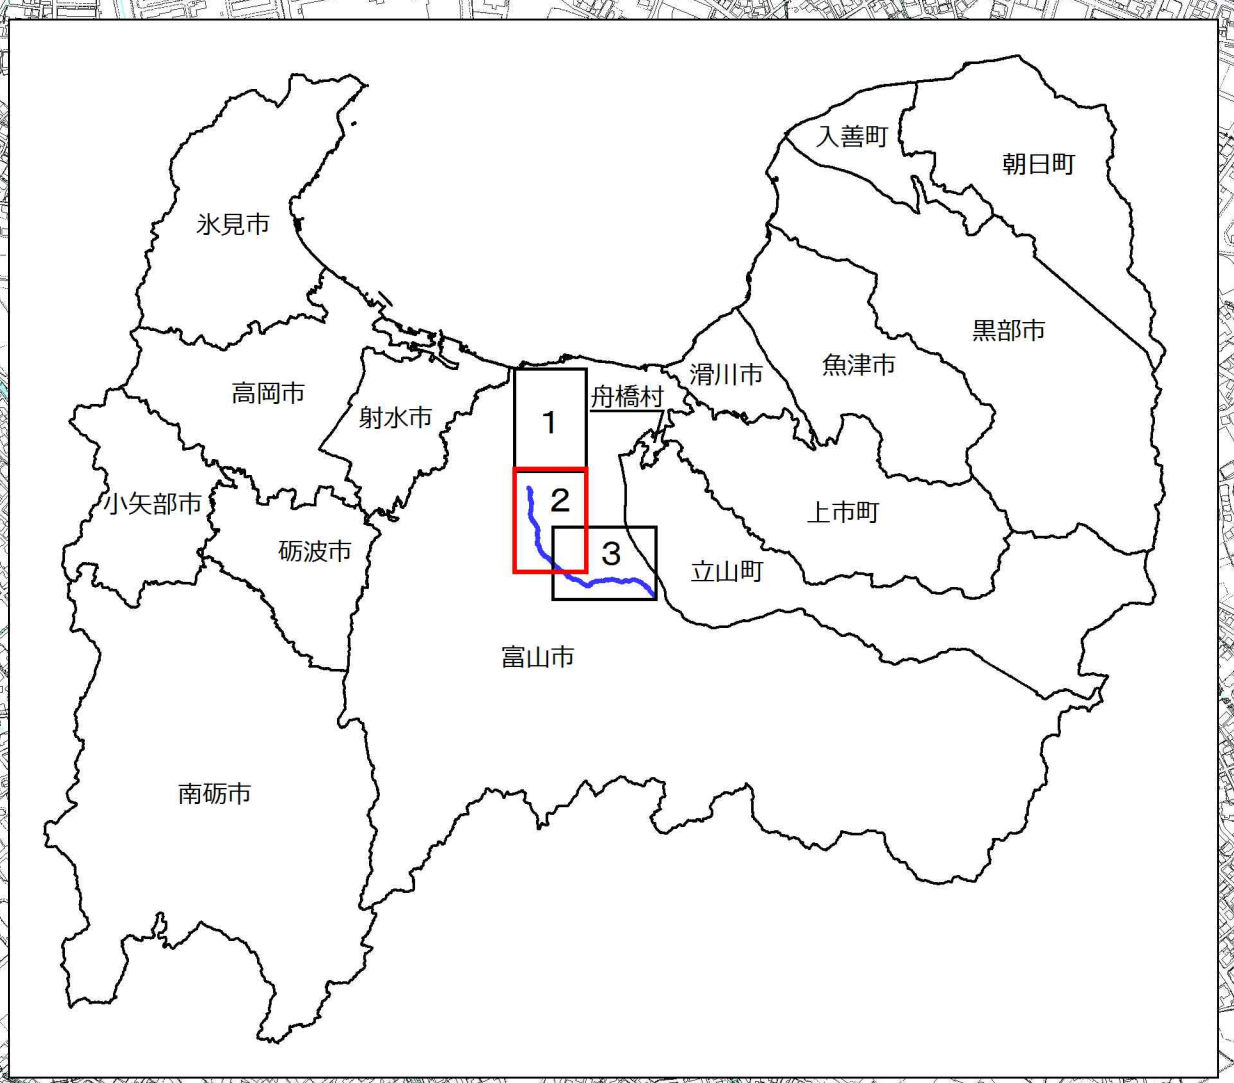 入善町
朝日町
氷見市
黒部市
魚津市
滑川市
高岡市
舟橋村
射水市
1
2
小矢部市
上市町
砺波市
3
立山町
富山市
南砺市